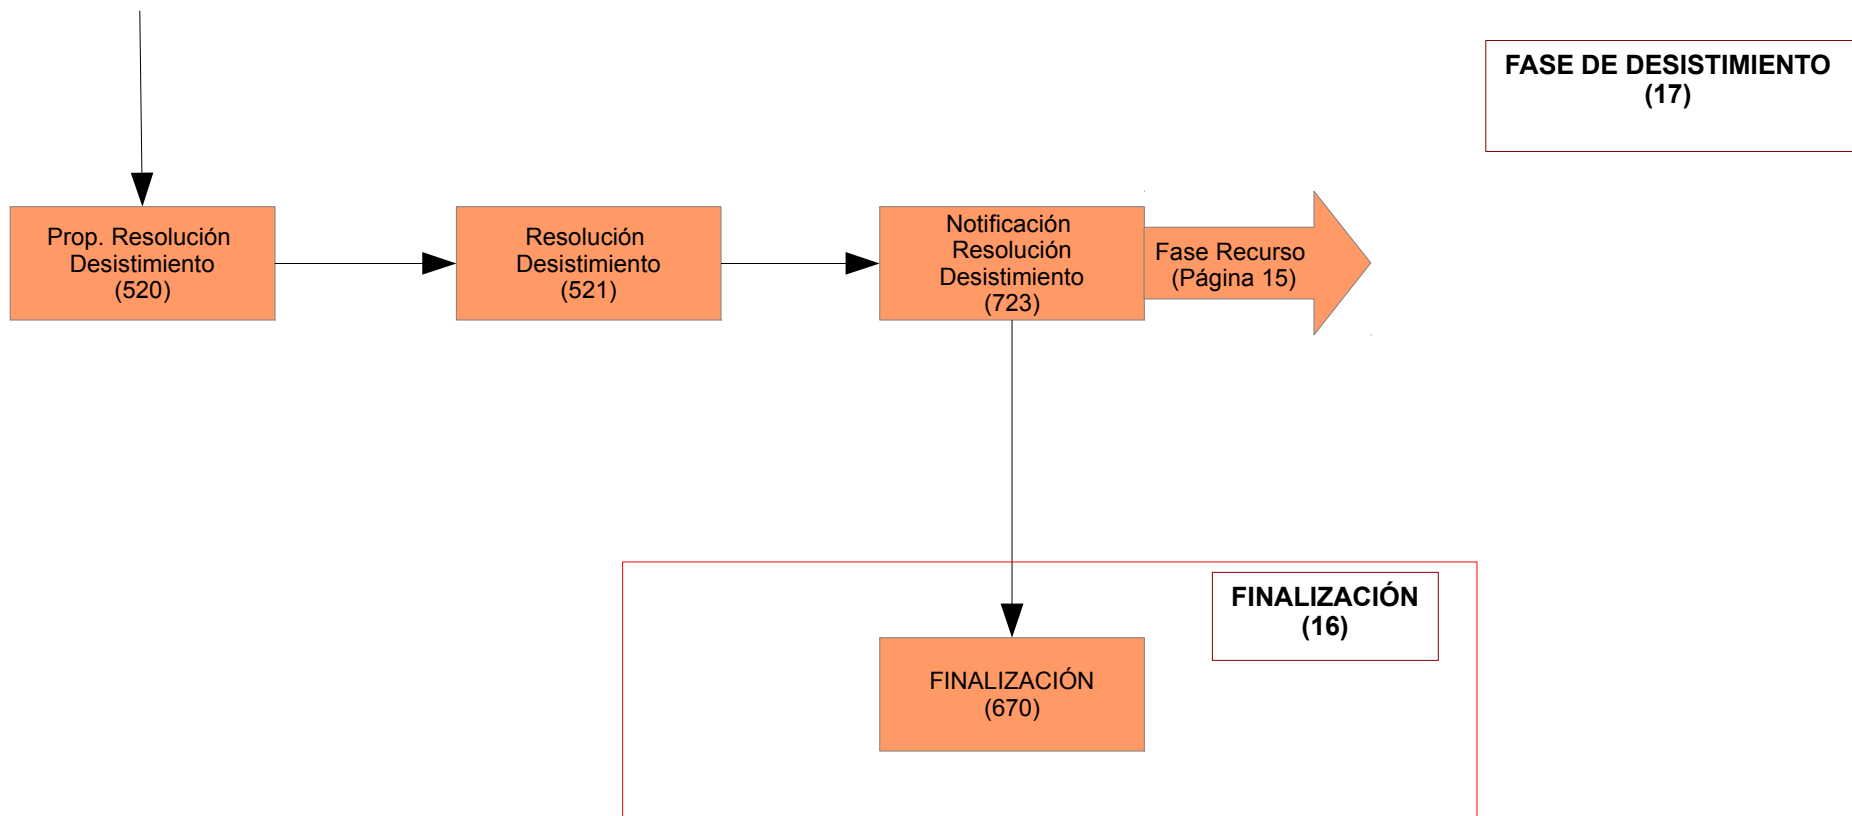 FASE DE DESISTIMIENTO
(17)
Prop. Resolución
Desistimiento
(520)
Resolución
Desistimiento
(521)
Notificación
Resolución
Desistimiento
(723)
Fase Recurso
(Página 15)
FINALIZACIÓN
(16)
FINALIZACIÓN
(670)